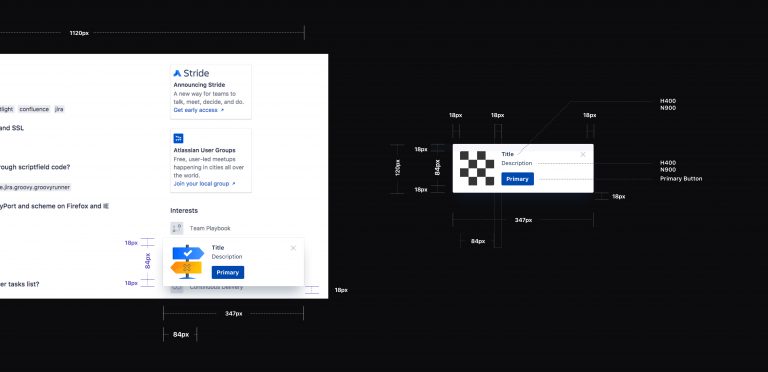 1120px
tlight confluence jira
and SSL
rough scriptfield code?
e.jira.groovy.groovyrunner
yPort and scheme on Firefox and IE
er tasks list?
Stride
Announcing Stride
A new way for teams to
talk, meet, decide, and do.
Get early access ↗
Atlassian User Groups
Free, user-led meetups
happening in cities all over
the world.
Join your local group ↗
Interests
Team Playbook
18px
84px
18px
Title
Description
Primary
Continuous Delivery
18px
347px
84px
H400
N900
18px
18px
18px
120px
18px
84px
18px
Title
Description
Primary
H400
N900
Primary Button
18px
347px
84px